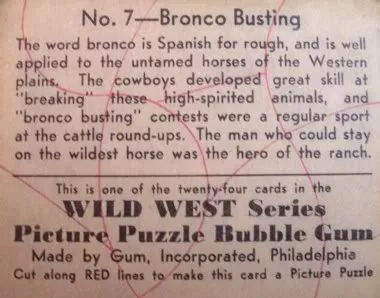 No. 7—Bronco Busting
The word bronco is Spanish for rough, and is well
applied to the untamed horses of the Western
plains. The cowboys developed great skill at
"breaking" these high-spirited animals, and
"bronco busting" contests were a regular sport
at the cattle round-ups. The man who could stay
on the wildest horse was the hero of the ranch.
This is one of the twenty-four cards in the
WILD WEST Series
Picture Puzzle Bubble Gum
Made by Gum, Incorporated, Philadelphia
Cut along RED lines to make this card a Picture Puzzle